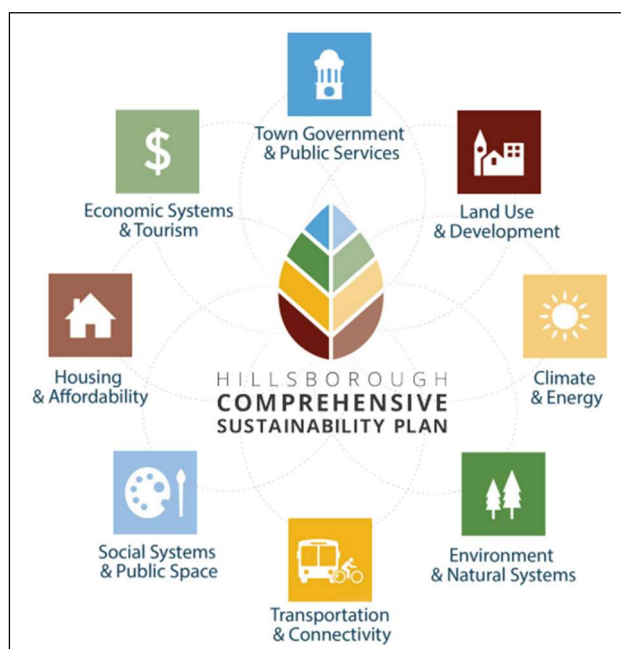 Town Government
& Public Services
$
Economic Systems
& Tourism
Land Use
& Development
Housing
& Affordability
HILLSBOROUGH
COMPREHENSIVE
SUSTAINABILITY PLAN
Climate
& Energy
Social Systems
& Public Space
Environment
& Natural Systems
Transportation
& Connectivity